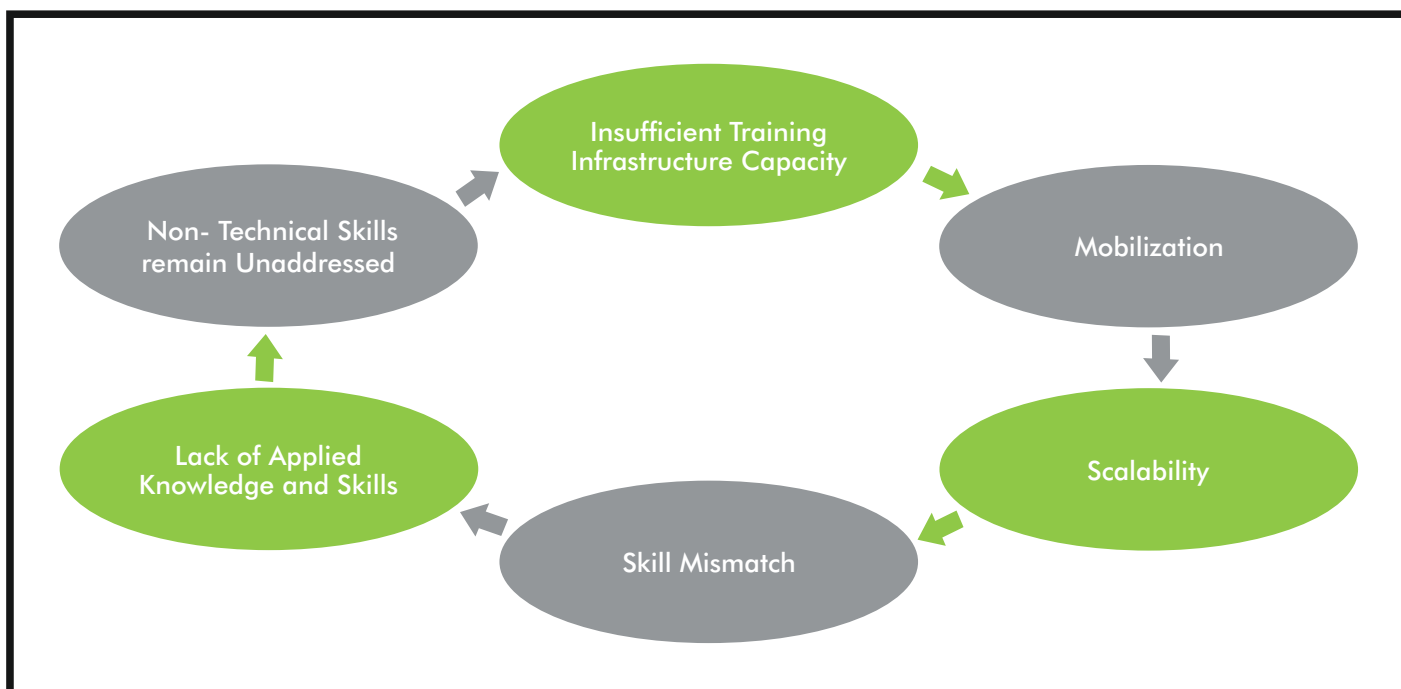 Insufficient Training
Infrastructure Capacity
Mobilization
Scalability
Skill Mismatch
Lack of Applied
Knowledge and Skills
Non- Technical Skills
remain Unaddressed